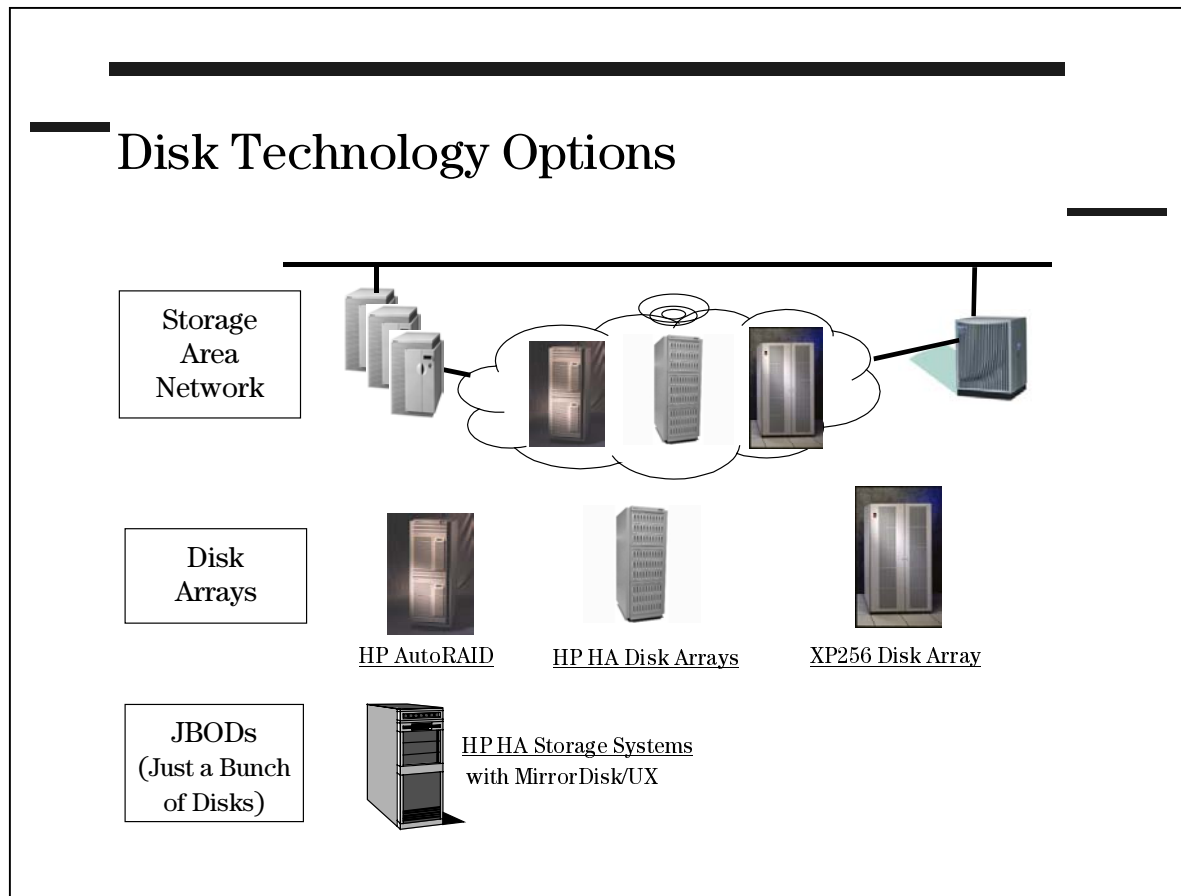 Disk Technology Options
Storage
Area
Network
Disk
Arrays
HP AutoRAID
HP HA Disk Arrays
XP256 Disk Array
JBODs
(Just a Bunch
of Disks)
HP HA Storage Systems
with MirrorDisk/UX